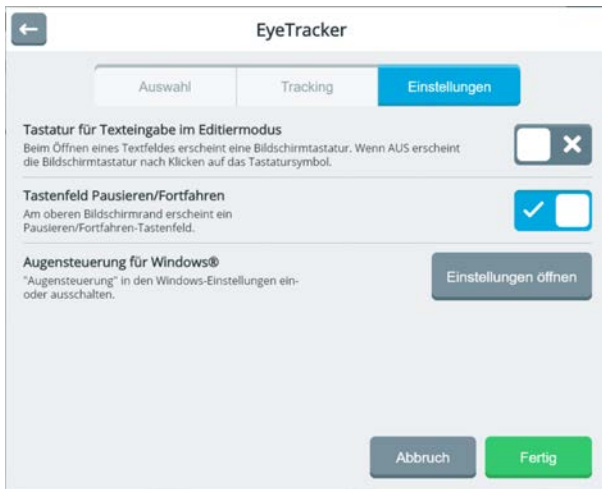 EyeTracker
Auswahl
Tracking
Einstellungen
Tastatur für Texteingabe im Editiermodus
Beim Öffnen eines Textfeldes erscheint eine Bildschirmtastatur. Wenn AUS erscheint
die Bildschirmtastatur nach Klicken auf das Tastatursymbol.
Tastenfeld Pausieren/Fortfahren
Am oberen Bildschirmrand erscheint ein
Pausieren/Fortfahren-Tastenfeld.
Augensteuerung für Windows®
"Augensteuerung" in den Windows-Einstellungen ein-
oder ausschalten.
Einstellungen öffnen
Abbruch
Fertig